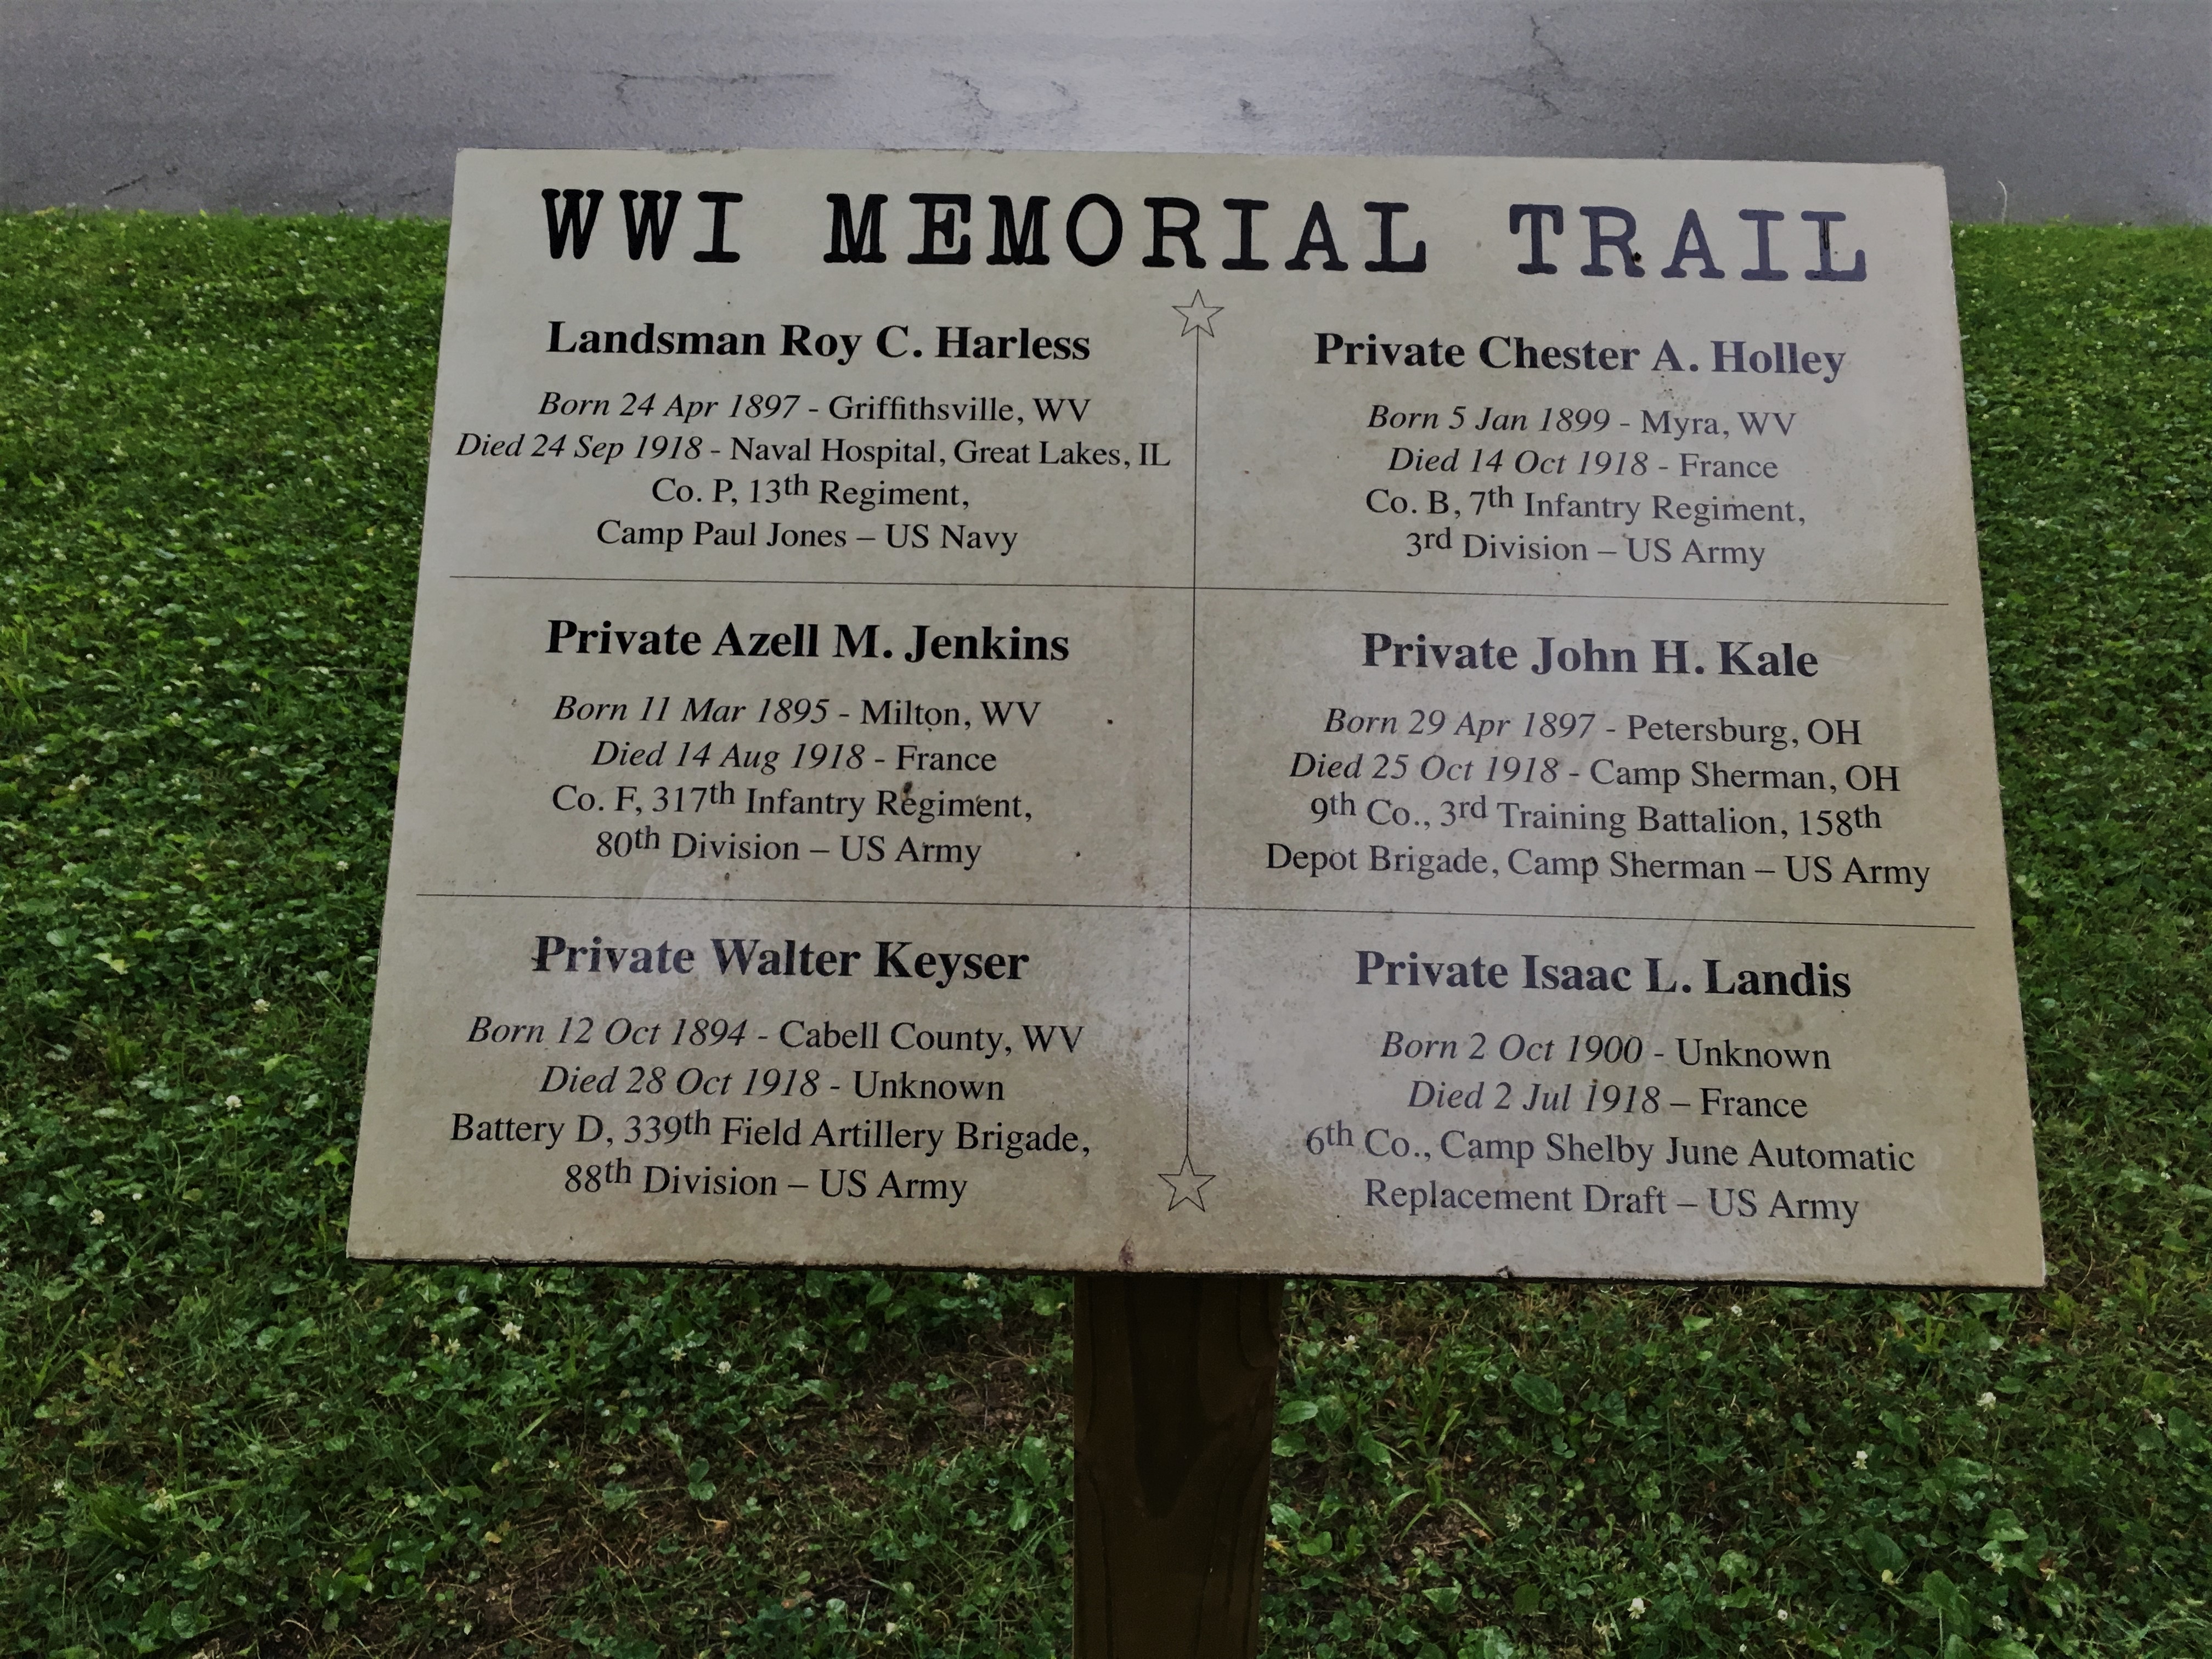 WWI MEMORIAL TRAIL
Landsman Roy C. Harless
Born 24 Apr 1897 - Griffithsville, WV
Died 24 Sep 1918 - Naval Hospital, Great Lakes, IL
Co. P, 13th Regiment,
Camp Paul Jones – US Navy
Private Chester A. Holley
Born 5 Jan 1899 - Myra, WV
Died 14 Oct 1918 - France
Co. B, 7th Infantry Regiment,
3rd Division – US Army
Private Azell M. Jenkins
Born 11 Mar 1895 - Milton, WV
Died 14 Aug 1918 - France
Co. F, 317th Infantry Regiment,
80th Division – US Army
Private John H. Kale
Born 29 Apr 1897 - Petersburg, OH
Died 25 Oct 1918 - Camp Sherman, OH
9th Co., 3rd Training Battalion, 158th
Depot Brigade, Camp Sherman – US Army
Private Walter Keyser
Born 12 Oct 1894 - Cabell County, WV
Died 28 Oct 1918 - Unknown
Battery D, 339th Field Artillery Brigade,
88th Division – US Army
Private Isaac L. Landis
Born 2 Oct 1900 - Unknown
Died 2 Jul 1918 – France
6th Co., Camp Shelby June Automatic
Replacement Draft – US Army